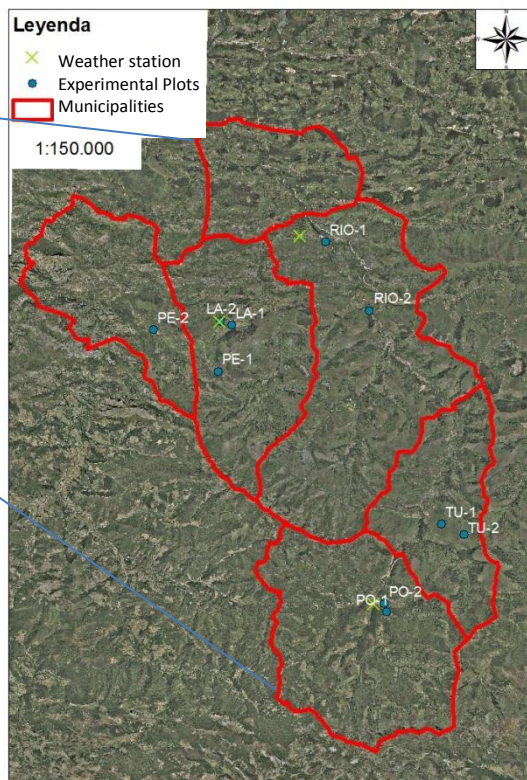 Leyenda
Weather station
Experimental Plots
Municipalities
1:150.000
RIO-1
RIO-2
LA-2
LA-1
PE-2
PE-1
TU-1
TU-2
PO-2
PO-1